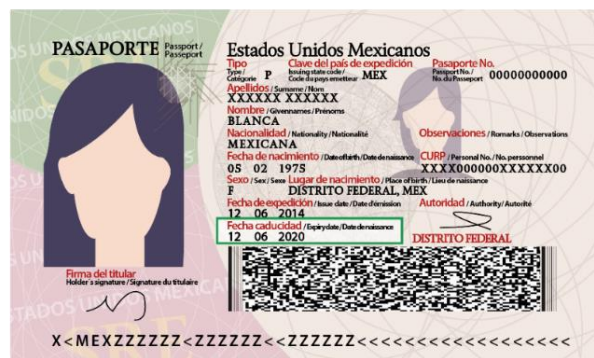 PASAPORTE Passport / Passeport
Estados Unidos Mexicanos
Tipo Clave del país de expedición Pasaporte No.
Type / Catégorie P Issuing state code / Code du pays emetteur MEX Passport No. / No. du Passeport 00000000000
Apellidos / Surname / Nom
XXXXXX XXXXXX
Nombre / Givennames / Prénoms
BLANCA
Nacionalidad / Nationality / Nationalité Observaciones / Romarks / Observations
MEXICANA
Fecha de nacimiento / Date of birth / Date de naissance CURP / Personal No. / No. personnel
05 02 1975 XXXX000000XXXXXX00
Sexo / Sex / Sexe Lugar de nacimiento / Place of birth / Lieu de naissance
F DISTRITO FEDERAL, MEX
Fecha de expedición / Issue date / Date d'émission Autoridad / Authority / Autorité
12 06 2014
Fecha caducidad / Expiry date / Date de naissance
12 06 2020 DISTRITO FEDERAL
Firma del titular
Holder's signature / Signature du titulaire
X<MEXZZZZZZ<ZZZZZZ<<ZZZZZZ<<<<<<<<<<<<<<<<<<